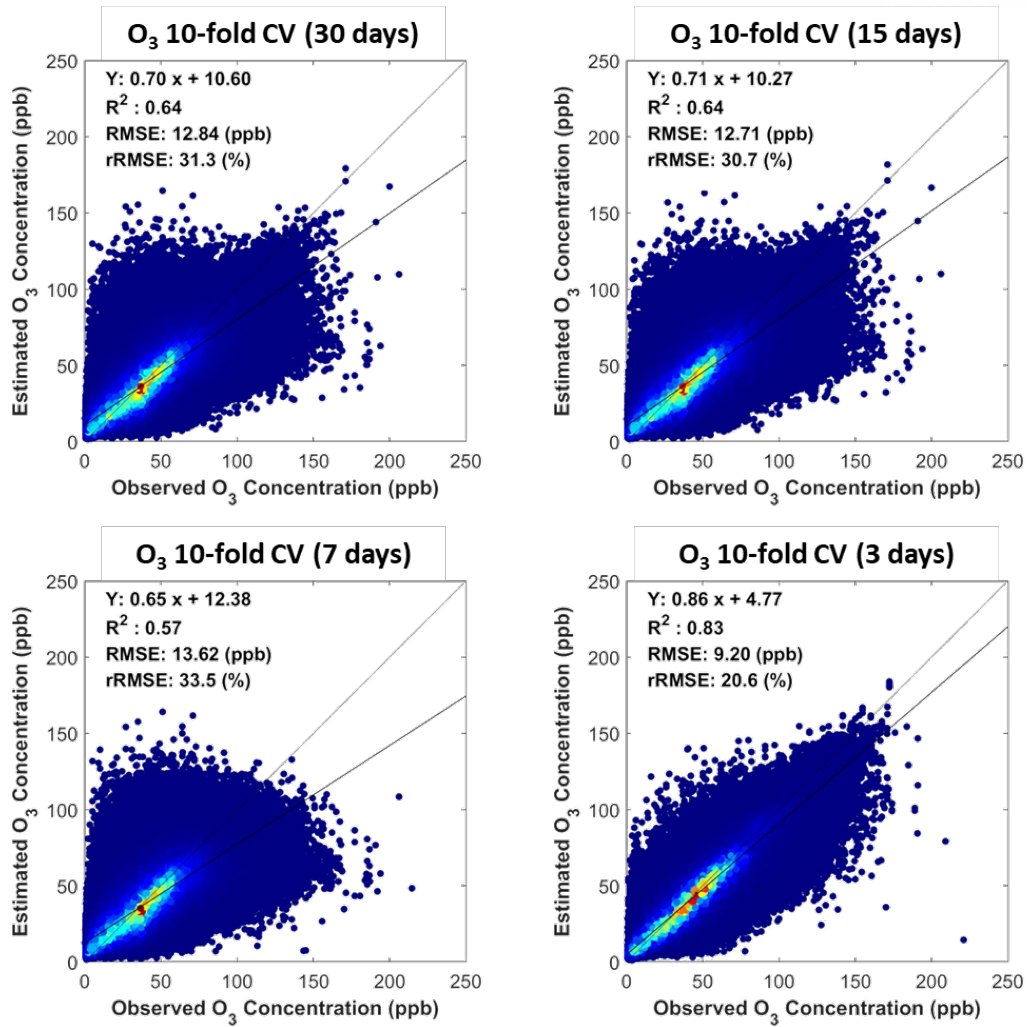 O₃ 10-fold CV (30 days)
Y: 0.70 x + 10.60
R² : 0.64
RMSE: 12.84 (ppb)
rRMSE: 31.3 (%)
Estimated O₃ Concentration (ppb)
250
200
150
100
50
0
0 50 100 150 200 250
Observed O₃ Concentration (ppb)
O₃ 10-fold CV (15 days)
Y: 0.71 x + 10.27
R² : 0.64
RMSE: 12.71 (ppb)
rRMSE: 30.7 (%)
Estimated O₃ Concentration (ppb)
250
200
150
100
50
0
0 50 100 150 200 250
Observed O₃ Concentration (ppb)
O₃ 10-fold CV (7 days)
Y: 0.65 x + 12.38
R² : 0.57
RMSE: 13.62 (ppb)
rRMSE: 33.5 (%)
Estimated O₃ Concentration (ppb)
250
200
150
100
50
0
0 50 100 150 200 250
Observed O₃ Concentration (ppb)
O₃ 10-fold CV (3 days)
Y: 0.86 x + 4.77
R² : 0.83
RMSE: 9.20 (ppb)
rRMSE: 20.6 (%)
Estimated O₃ Concentration (ppb)
250
200
150
100
50
0
0 50 100 150 200 250
Observed O₃ Concentration (ppb)